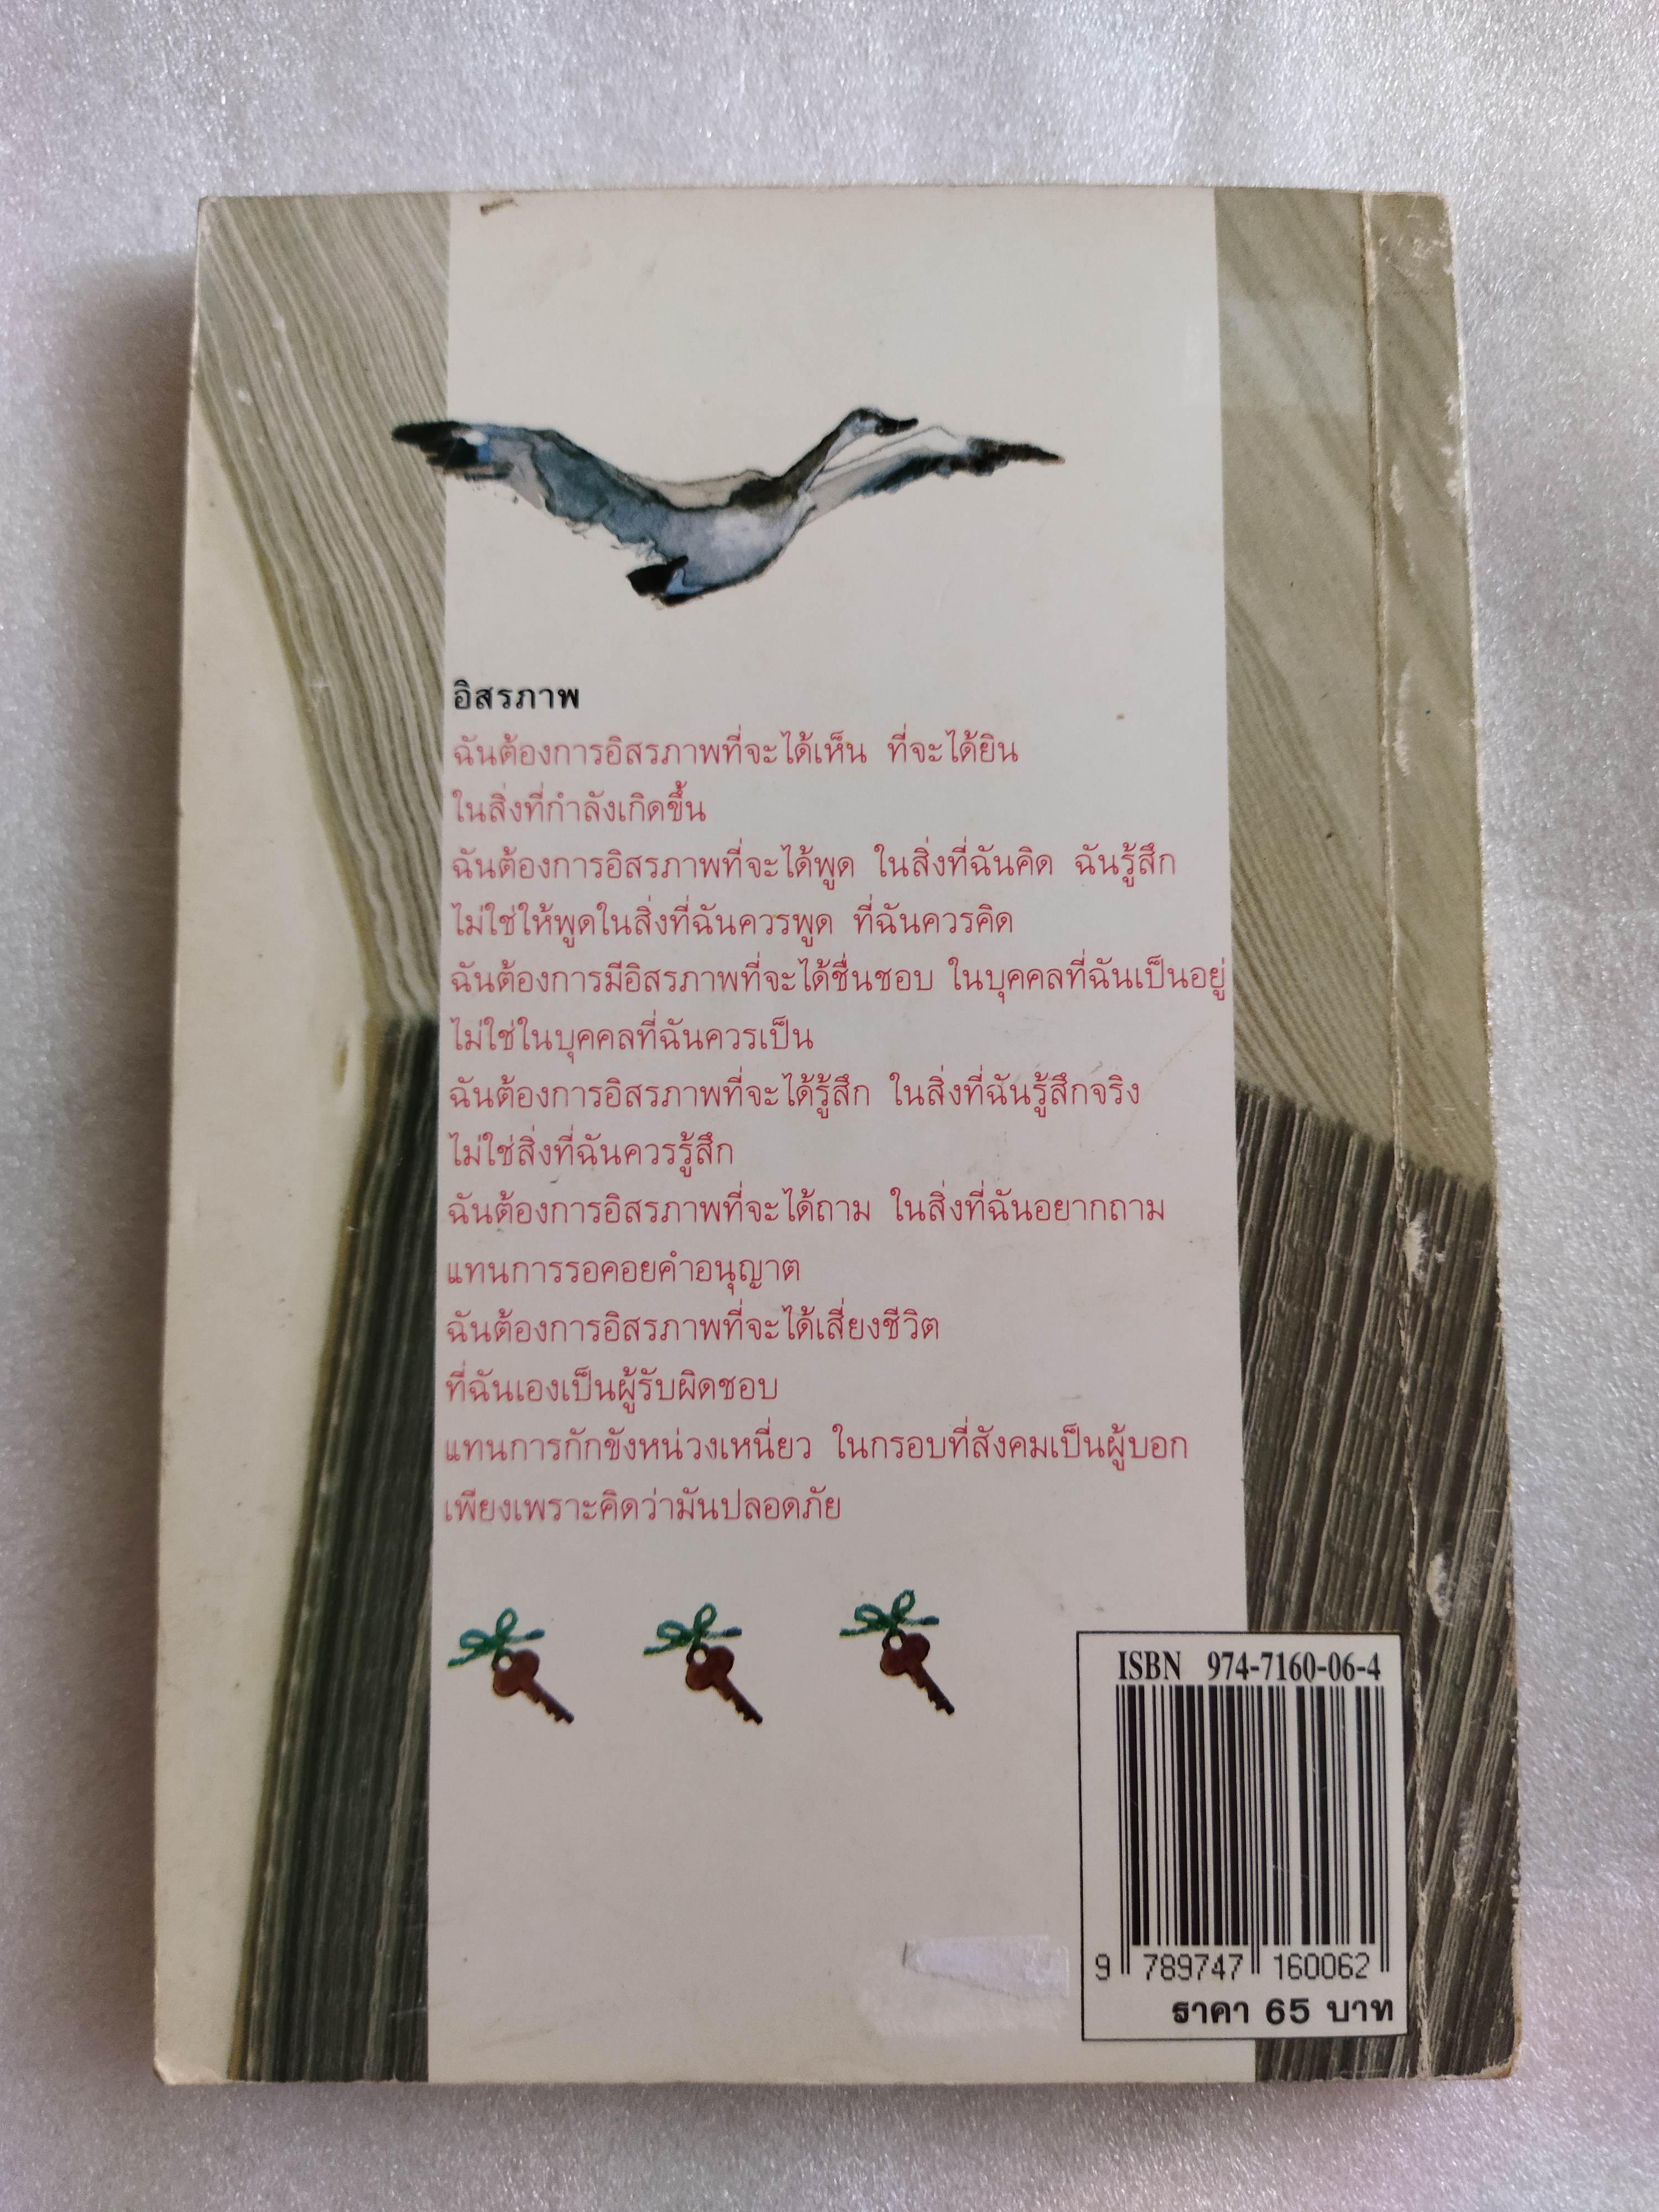 อิสรภาพ
ฉันต้องการอิสรภาพที่จะได้เห็น ที่จะได้ยิน
ในสิ่งที่กำลังเกิดขึ้น
ฉันต้องการอิสรภาพที่จะได้พูด ในสิ่งที่ฉันคิด ฉันรู้สึก
ไม่ใช่ให้พูดในสิ่งที่ฉันควรพูด ที่ฉันควรคิด
ฉันต้องการมีอิสรภาพที่จะได้ชื่นชอบ ในบุคคลที่ฉันเป็นอยู่
ไม่ใช่ในบุคคลที่ฉันควรเป็น
ฉันต้องการอิสรภาพที่จะได้รู้สึก ในสิ่งที่ฉันรู้สึกจริง
ไม่ใช่สิ่งที่ฉันควรรู้สึก
ฉันต้องการอิสรภาพที่จะได้ถาม ในสิ่งที่ฉันอยากถาม
แทนการรอคอยคำอนุญาต
ฉันต้องการอิสรภาพที่จะได้เสี่ยงชีวิต
ที่ฉันเองเป็นผู้รับผิดชอบ
แทนการกักขังหน่วงเหนี่ยว ในกรอบที่สังคมเป็นผู้บอก
เพียงเพราะคิดว่ามันปลอดภัย
ISBN 974-7160-06-4
9 789747 160062
ราคา 65 บาท